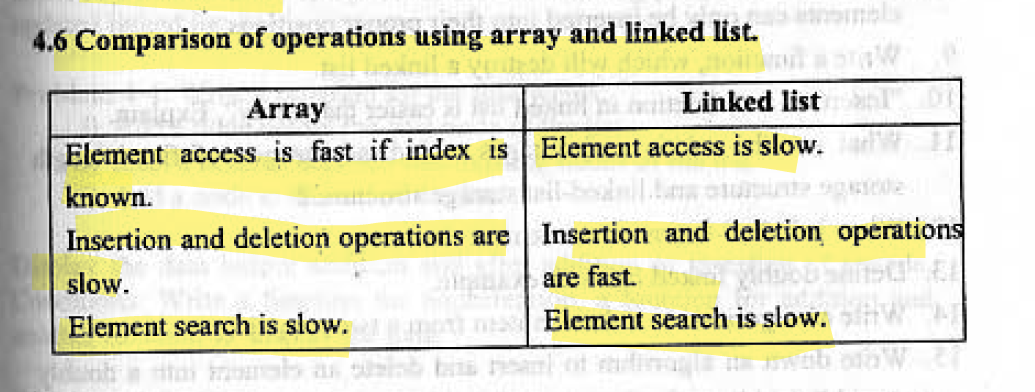 4.6 Comparison of operations using array and linked list.
Array
Linked list
Element access is fast if index is
known.
Element access is slow.
Insertion and deletion operations are
slow.
Insertion and deletion operations
are fast.
Element search is slow.
Element search is slow.